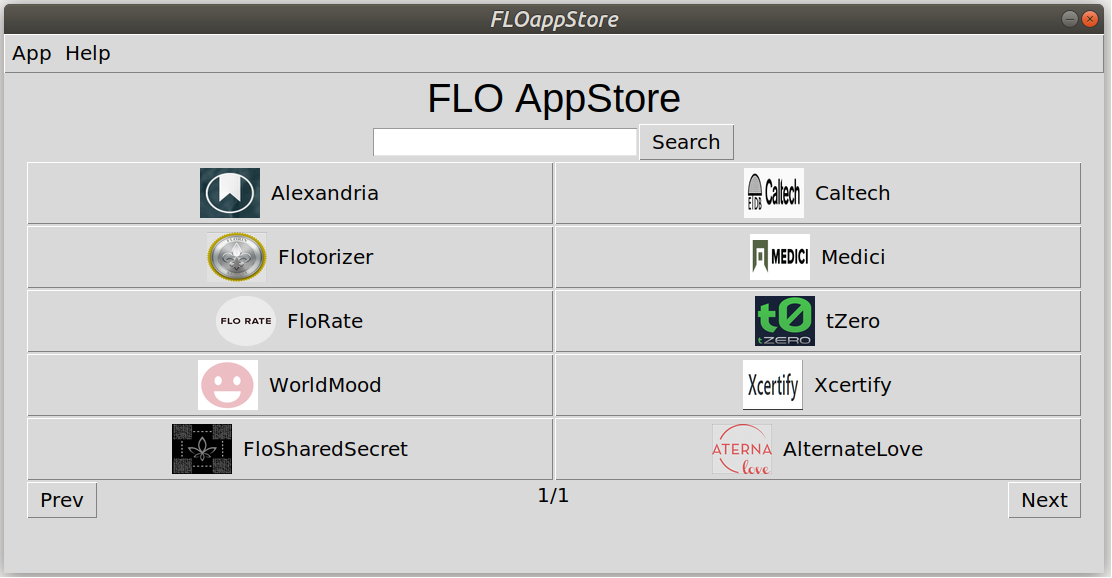 FLOappStore
App Help
FLO AppStore
Search
Alexandria
ETDB Caltech Caltech
Flotorizer
MEDICI Medici
FLO RATE FloRate
t0 tZERO tZero
WorldMood
Xcertify Xcertify
FloSharedSecret
ATERNA love AlternateLove
Prev 1/1 Next